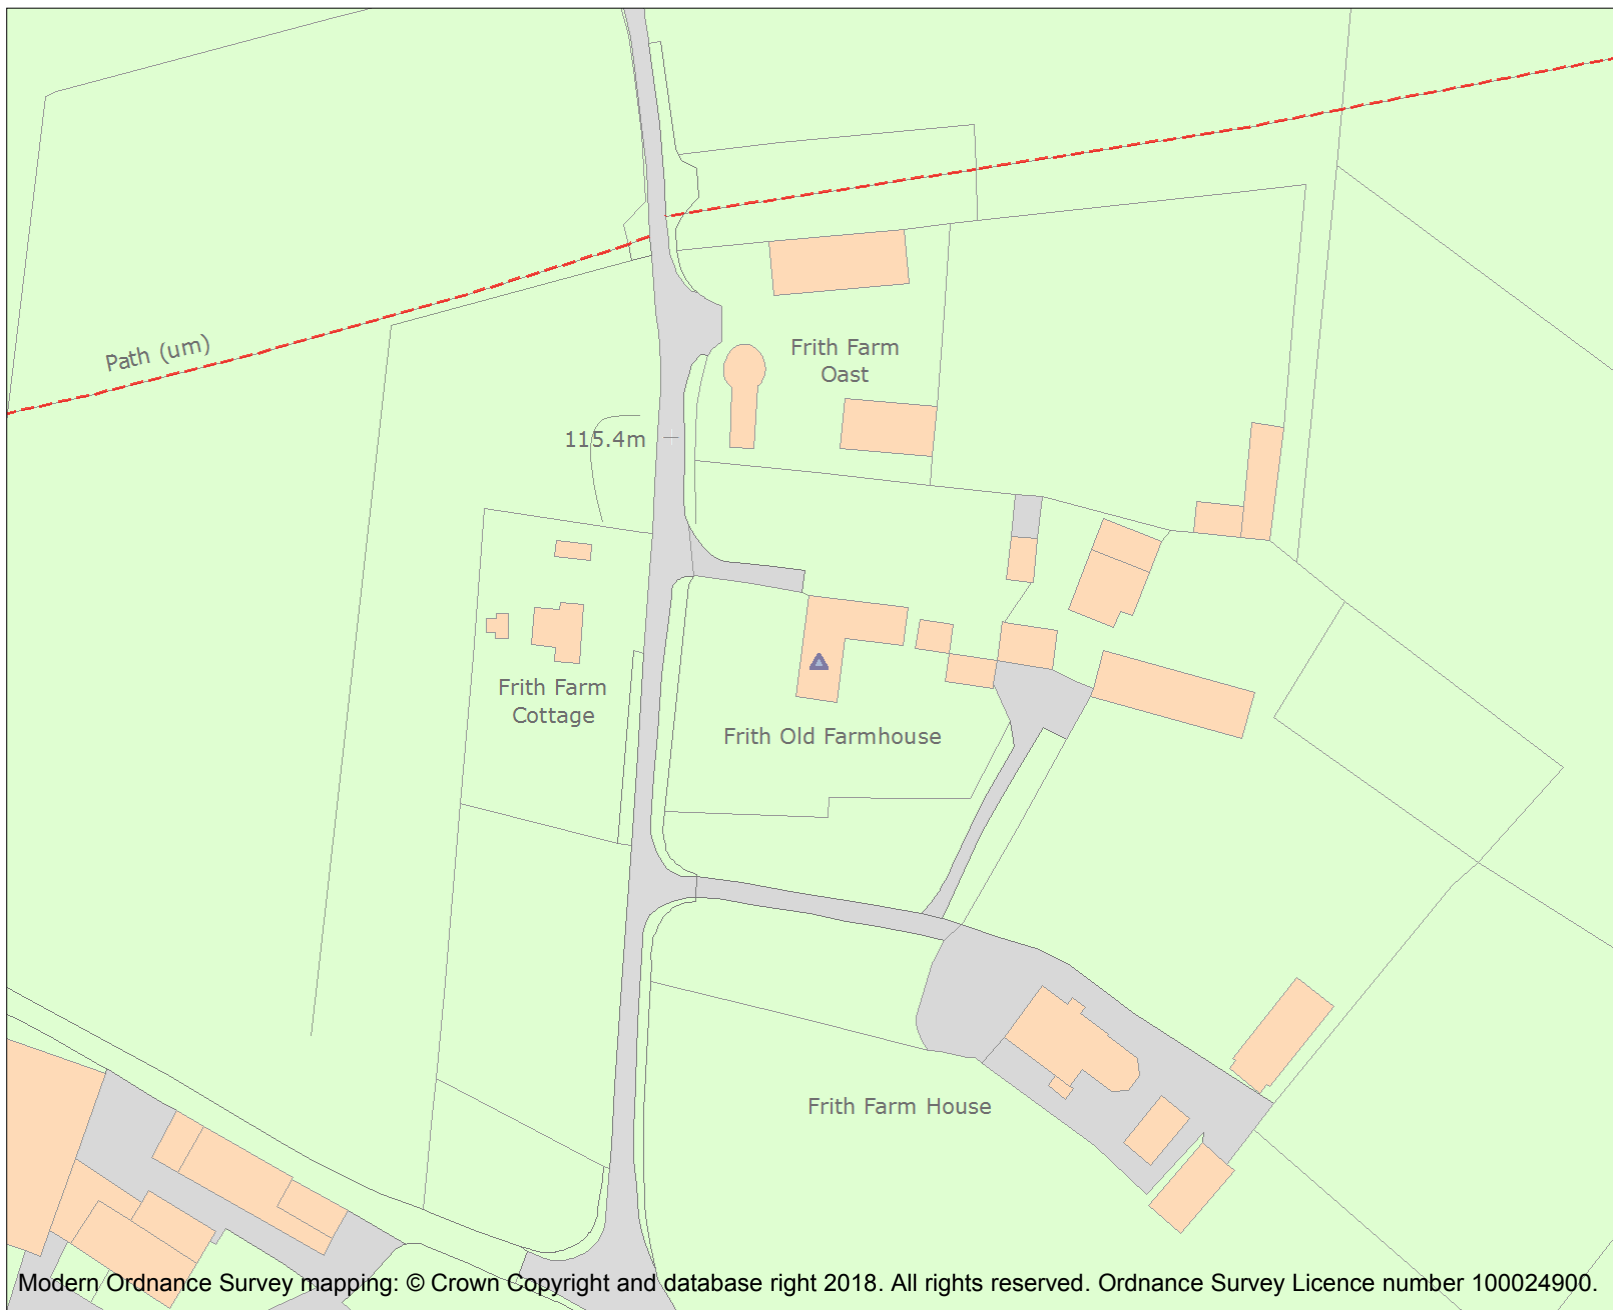 Path (um)
Frith Farm
Oast
115.4m
Frith Farm
Cottage
Frith Old Farmhouse
Frith Farm House
Modern Ordnance Survey mapping: © Crown Copyright and database right 2018. All rights reserved. Ordnance Survey Licence number 100024900.